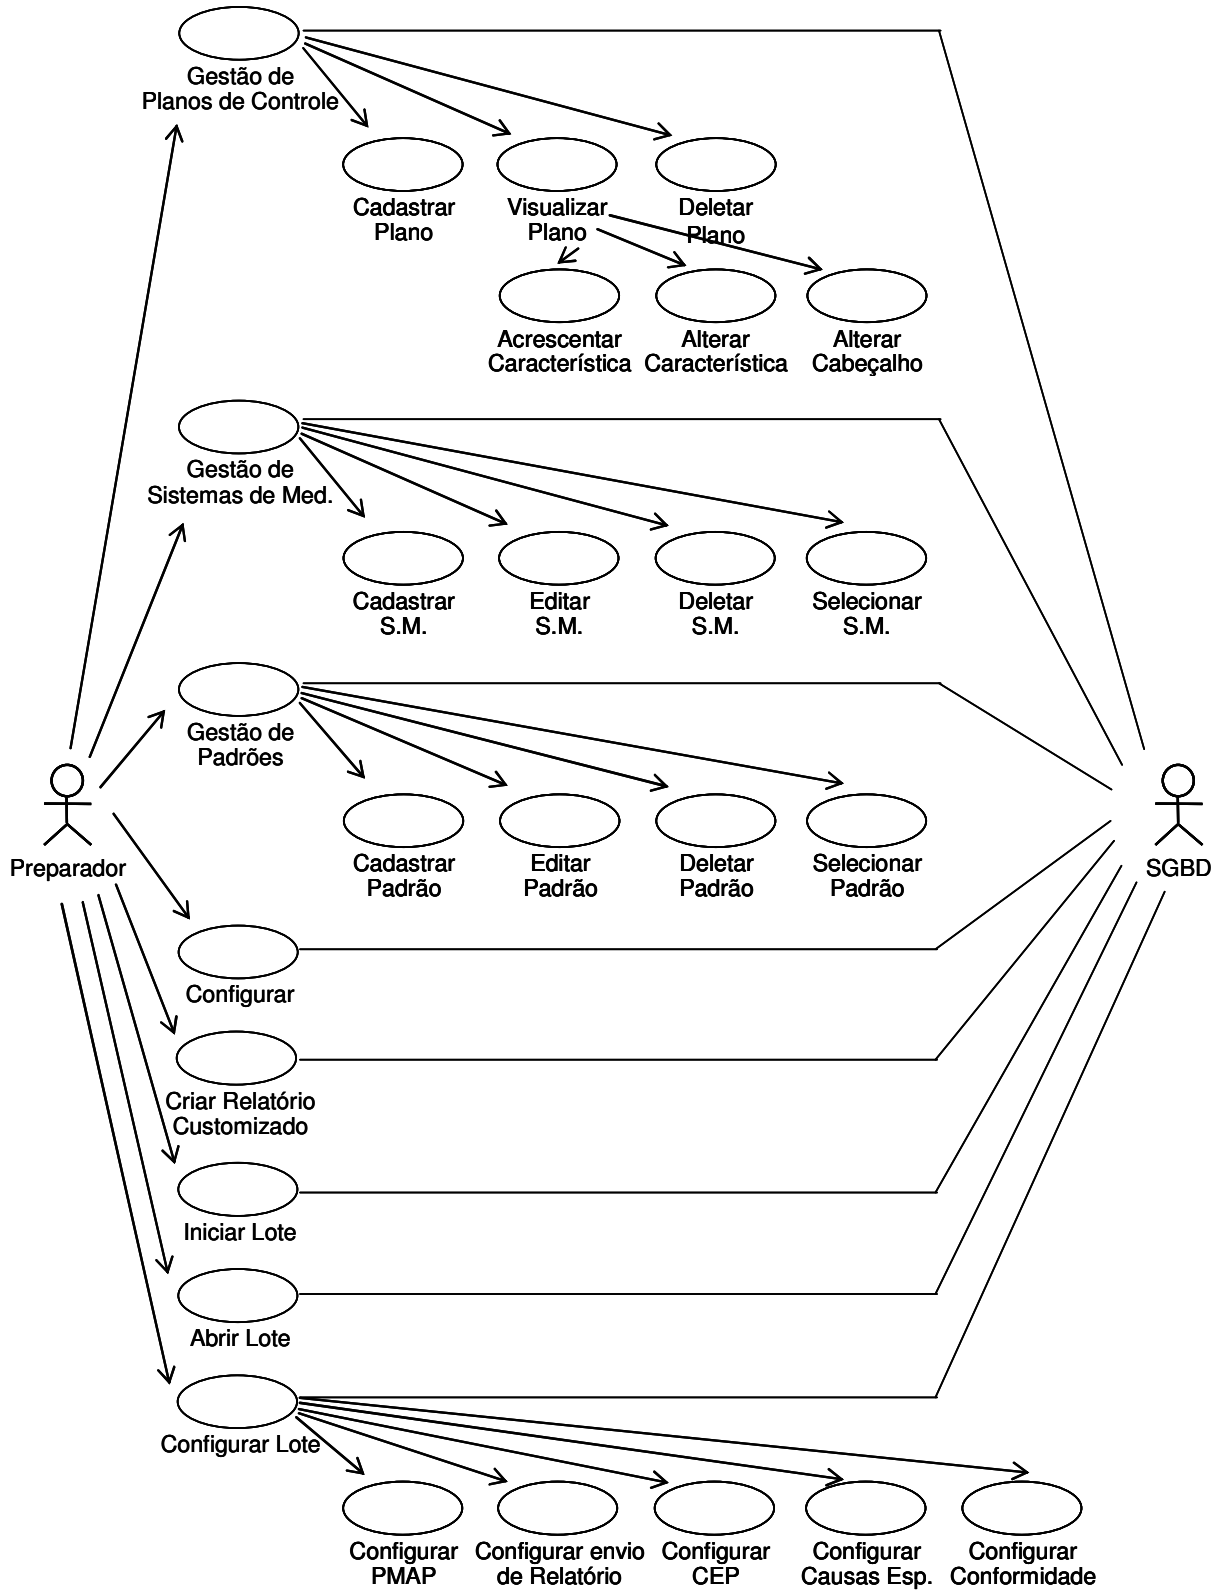 Gestão de
Planos de Controle
Cadastrar
Plano
Visualizar
Plano
Deletar
Plano
Acrescentar
Característica
Alterar
Característica
Alterar
Cabeçalho
Gestão de
Sistemas de Med.
Cadastrar
S.M.
Editar
S.M.
Deletar
S.M.
Selecionar
S.M.
Gestão de
Padrões
Cadastrar
Padrão
Editar
Padrão
Deletar
Padrão
Selecionar
Padrão
Preparador
SGBD
Configurar
Criar Relatório
Customizado
Iniciar Lote
Abrir Lote
Configurar Lote
Configurar
PMAP
Configurar envio
de Relatório
Configurar
CEP
Configurar
Causas Esp.
Configurar
Conformidade